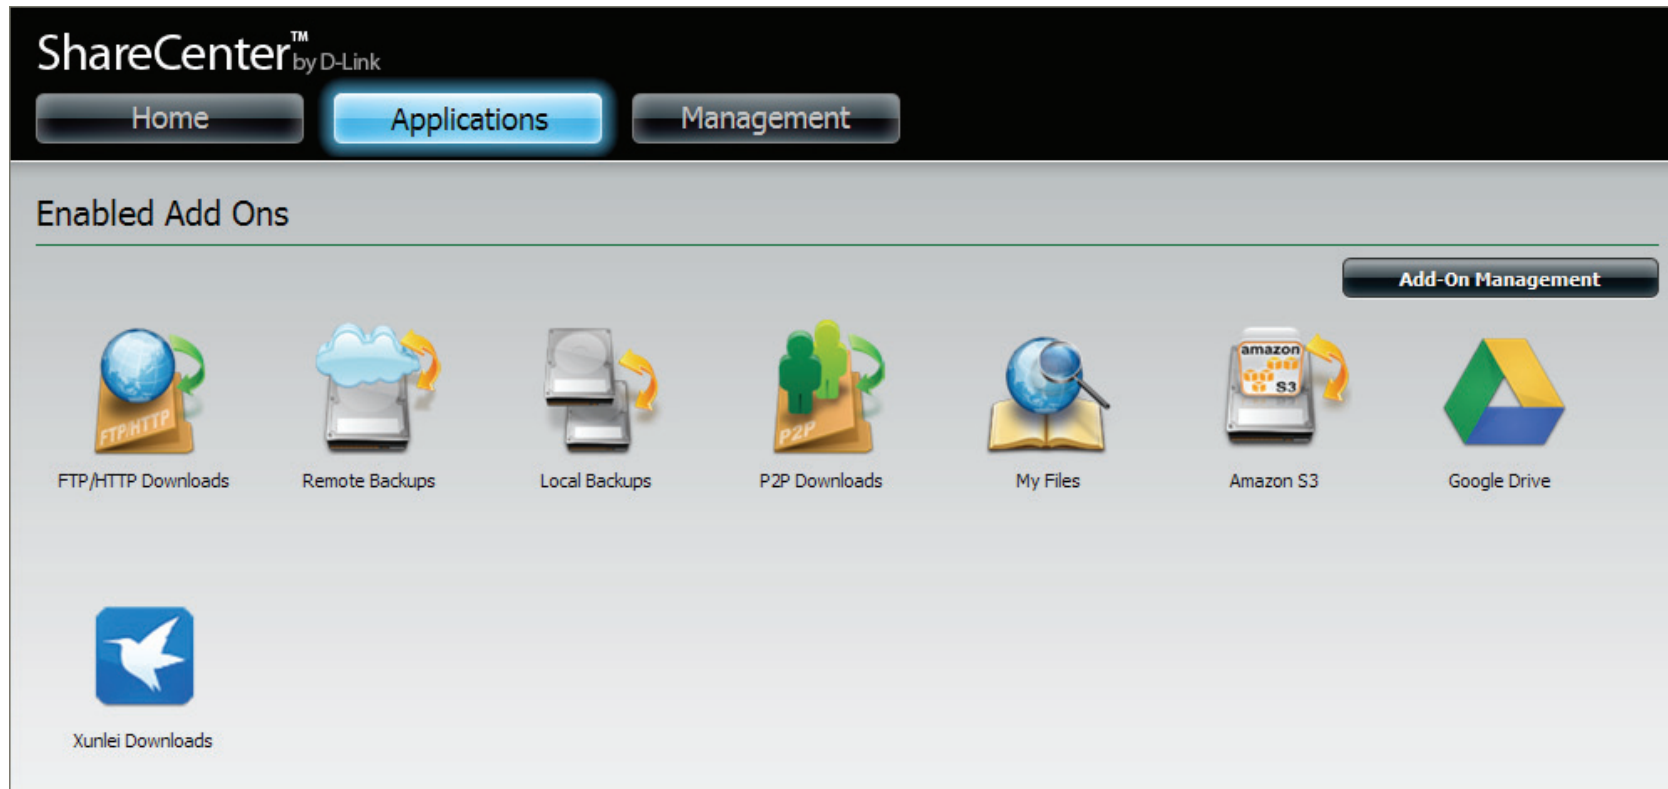 ShareCenter™ by D-Link
Home Applications Management
Enabled Add Ons
Add-On Management
FTP/HTTP
P2P
amazon
S3
FTP/HTTP Downloads Remote Backups Local Backups P2P Downloads My Files Amazon S3 Google Drive
Xunlei Downloads